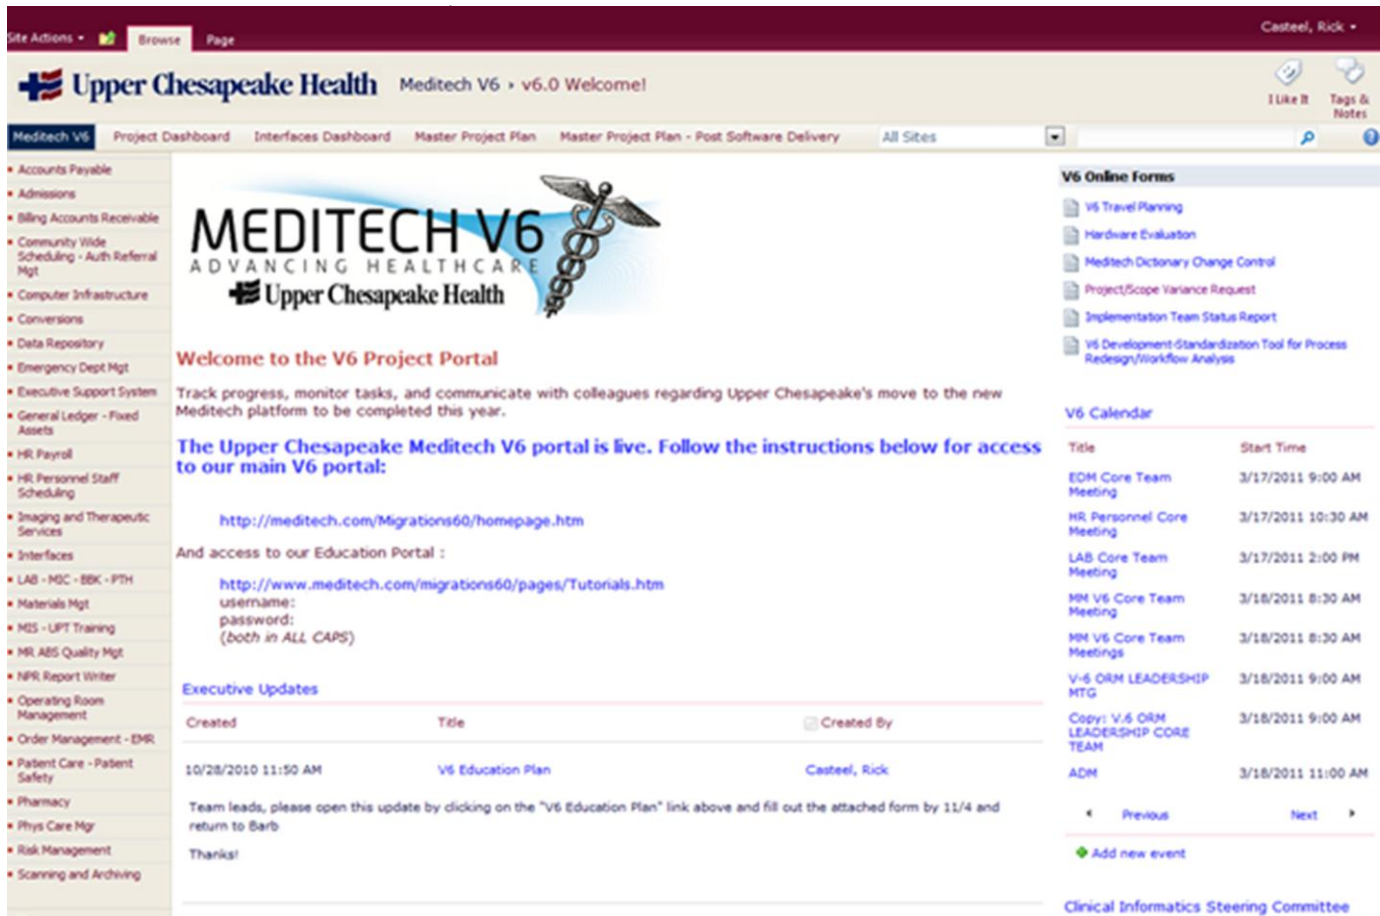 Site Actions
Browse
Page
Casteel, Rick
Upper Chesapeake Health
Meditech V6 › v6.0 Welcome!
I Like It
Tags &
Notes
Meditech V6
Project Dashboard
Interfaces Dashboard
Master Project Plan
Master Project Plan - Post Software Delivery
All Sites
Accounts Payable
Admissions
Billing Accounts Receivable
Community Wide
Scheduling - Auth Referral
Mgt
Computer Infrastructure
Conversions
Data Repository
Emergency Dept Mgt
Executive Support System
General Ledger - Fixed
Assets
HR Payroll
HR Personnel Staff
Scheduling
Imaging and Therapeutic
Services
Interfaces
LAB - MIC - BBK - PTH
Materials Mgt
MIS - UPT Training
MR ABS Quality Mgt
NPR Report Writer
Operating Room
Management
Order Management - EMR
Patient Care - Patient
Safety
Pharmacy
Phys Care Mgr
Risk Management
Scanning and Archiving
MEDITECH V6
ADVANCING HEALTHCARE
Upper Chesapeake Health
Welcome to the V6 Project Portal
Track progress, monitor tasks, and communicate with colleagues regarding Upper Chesapeake's move to the new
Meditech platform to be completed this year.
The Upper Chesapeake Meditech V6 portal is live. Follow the instructions below for access
to our main V6 portal:
http://meditech.com/Migrations60/homepage.htm
And access to our Education Portal :
http://www.meditech.com/migrations60/pages/Tutorials.htm
username:
password:
(both in ALL CAPS)
Executive Updates
Created Title Created By
10/28/2010 11:50 AM V6 Education Plan Casteel, Rick
Team leads, please open this update by clicking on the "V6 Education Plan" link above and fill out the attached form by 11/4 and
return to Barb
Thanks!
V6 Online Forms
V6 Travel Planning
Hardware Evaluation
Meditech Dictionary Change Control
Project/Scope Variance Request
Implementation Team Status Report
V6 Development-Standardization Tool for Process
Redesign/Workflow Analysis
V6 Calendar
Title Start Time
EDM Core Team 3/17/2011 9:00 AM
Meeting
HR Personnel Core 3/17/2011 10:30 AM
Meeting
LAB Core Team 3/17/2011 2:00 PM
Meeting
MM V6 Core Team 3/18/2011 8:30 AM
Meeting
MM V6 Core Team 3/18/2011 8:30 AM
Meetings
V-6 ORM LEADERSHIP 3/18/2011 9:00 AM
MTG
Copy: V.6 ORM 3/18/2011 9:00 AM
LEADERSHIP CORE
TEAM
ADM 3/18/2011 11:00 AM
Previous Next
Add new event
Clinical Informatics Steering Committee